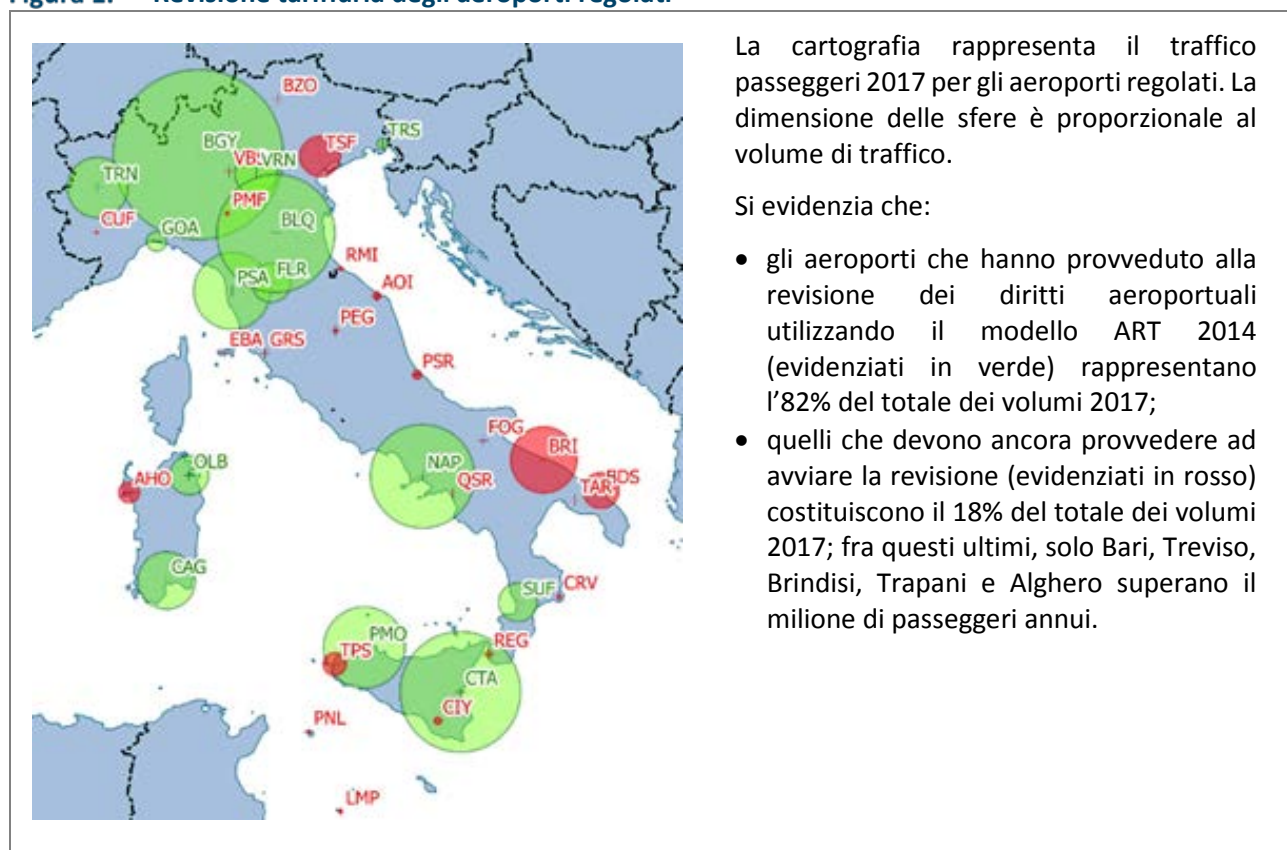 Revisione tariffaria degli aeroporti regolati
La cartografia rappresenta il traffico
passeggeri 2017 per gli aeroporti regolati. La
dimensione delle sfere è proporzionale al
volume di traffico.
Si evidenzia che:
• gli aeroporti che hanno provveduto alla
revisione dei diritti aeroportuali
utilizzando il modello ART 2014
(evidenziati in verde) rappresentano
l'82% del totale dei volumi 2017;
• quelli che devono ancora provvedere ad
avviare la revisione (evidenziati in rosso)
costituiscono il 18% del totale dei volumi
2017; fra questi ultimi, solo Bari, Treviso,
Brindisi, Trapani e Alghero superano il
milione di passeggeri annui.
BZO
TRS
TSF
BGY
VRN
TRN
PMF
CUF
GOA
BLQ
RMI
PSA
FLR
AOI
PEG
EBA GRS
PSR
FOG
BRI
NAP
OLB
AHO
QSR
TAR
CAG
SUF
CRV
PMO
REG
TPS
CTA
CIY
PNL
LMP